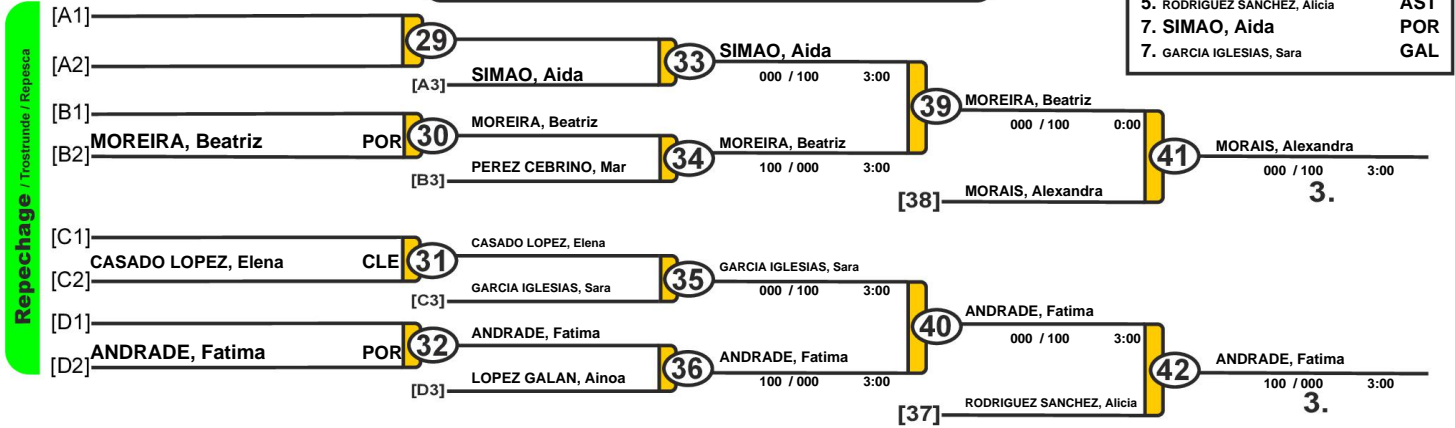 5. RODRIGUEZ SANCHEZ, Alicia AST
7. SIMAO, Aida POR
7. GARCIA IGLESIAS, Sara GAL
Repechage / Trostrunde / Repesca
[A1]
29
[A2]
[A3] SIMAO, Aida
33
SIMAO, Aida
000 / 100 3:00
[B1]
MOREIRA, Beatriz POR
[B2]
30
MOREIRA, Beatriz
PEREZ CEBRINO, Mar
[B3]
34
MOREIRA, Beatriz
100 / 000 3:00
39
MOREIRA, Beatriz
000 / 100 0:00
[38] MORAIS, Alexandra
41
MORAIS, Alexandra
000 / 100 3:00
3.
[C1]
CASADO LOPEZ, Elena CLE
[C2]
31
CASADO LOPEZ, Elena
GARCIA IGLESIAS, Sara
[C3]
35
GARCIA IGLESIAS, Sara
000 / 100 3:00
[D1]
ANDRADE, Fatima POR
[D2]
32
ANDRADE, Fatima
LOPEZ GALAN, Ainoa
[D3]
36
ANDRADE, Fatima
100 / 000 3:00
40
ANDRADE, Fatima
000 / 100 3:00
[37] RODRIGUEZ SANCHEZ, Alicia
42
ANDRADE, Fatima
100 / 000 3:00
3.